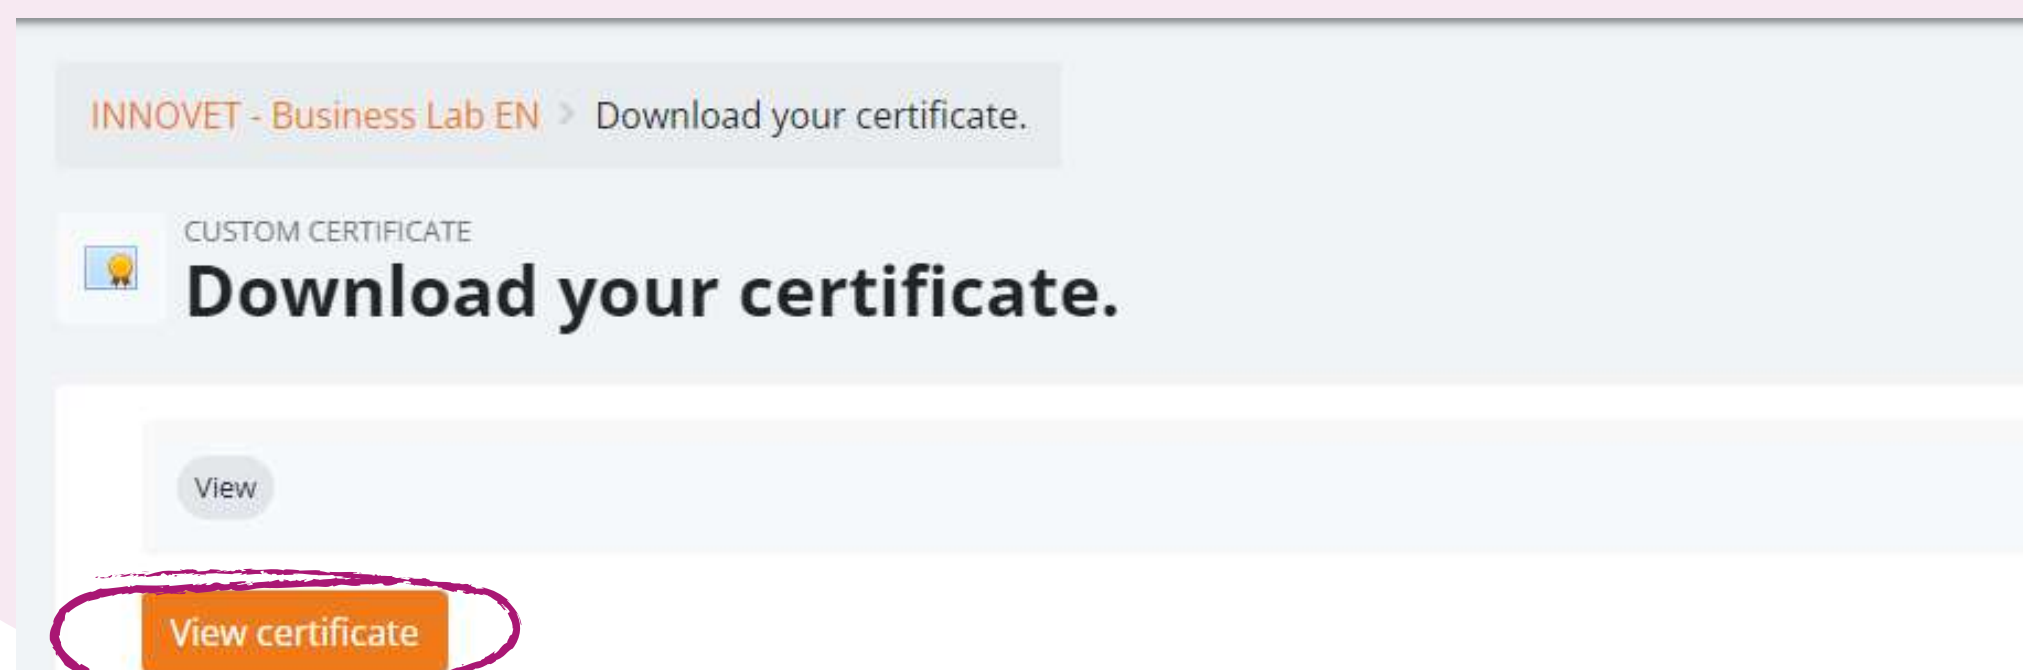 INNOVET - Business Lab EN > Download your certificate.
CUSTOM CERTIFICATE
Download your certificate.
View
View certificate